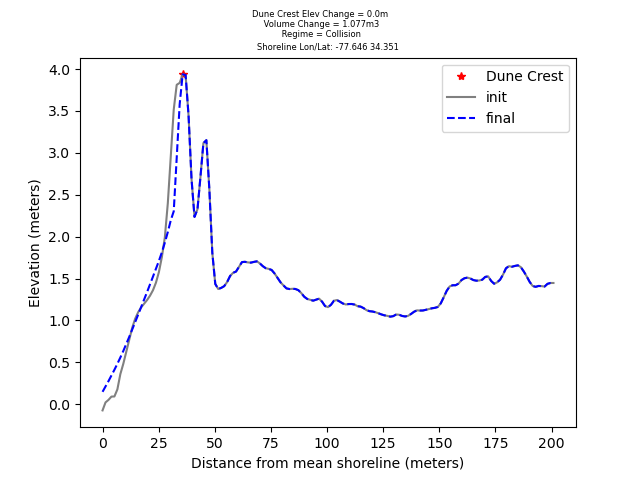 Dune Crest Elev Change = 0.0m
Volume Change = 1.077m3
Regime = Collision
Shoreline Lon/Lat: -77.646 34.351
Dune Crest
init
final
4.0
3.5
3.0
2.5
2.0
1.5
1.0
0.5
0.0
Elevation (meters)
0 25 50 75 100 125 150 175 200
Distance from mean shoreline (meters)